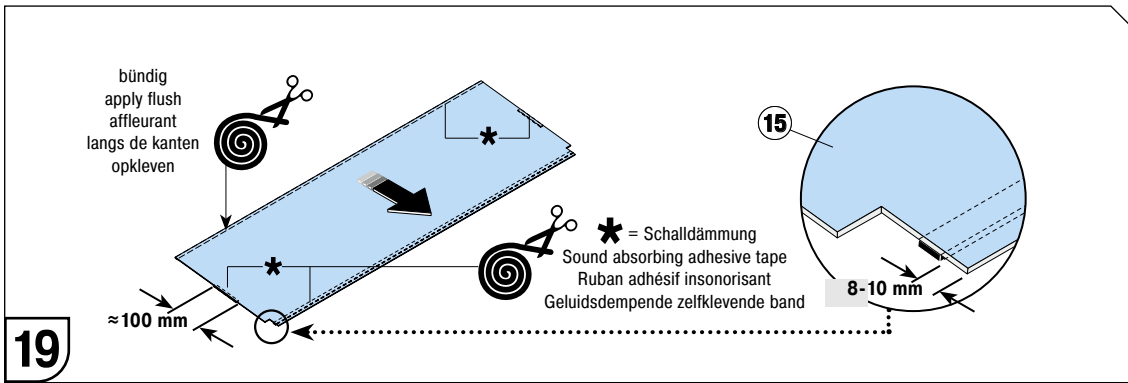 bündig
apply flush
affleurant
langs de kanten
opkleven
*
*
* = Schalldämmung
Sound absorbing adhesive tape
Ruban adhésif insonorisant
Geluidsdempende zelfklevende band
≈100 mm
15
8-10 mm
19